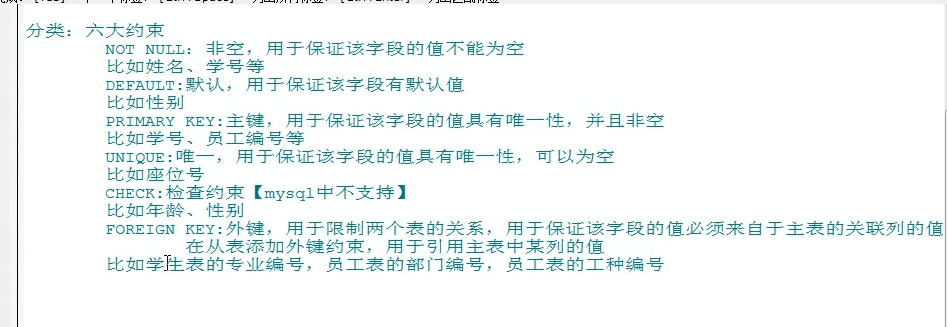 分类：六大约束
NOT NULL：非空，用于保证该字段的值不能为空
比如姓名、学号等
DEFAULT:默认，用于保证该字段有默认值
比如性别
PRIMARY KEY:主键，用于保证该字段的值具有唯一性，并且非空
比如学号、员工编号等
UNIQUE:唯一，用于保证该字段的值具有唯一性，可以为空
比如座位号
CHECK:检查约束【mysql中不支持】
比如年龄、性别
FOREIGN KEY:外键，用于限制两个表的关系，用于保证该字段的值必须来自于主表的关联列的值
在从表添加外键约束，用于引用主表中某列的值
比如学生表的专业编号，员工表的部门编号，员工表的工种编号